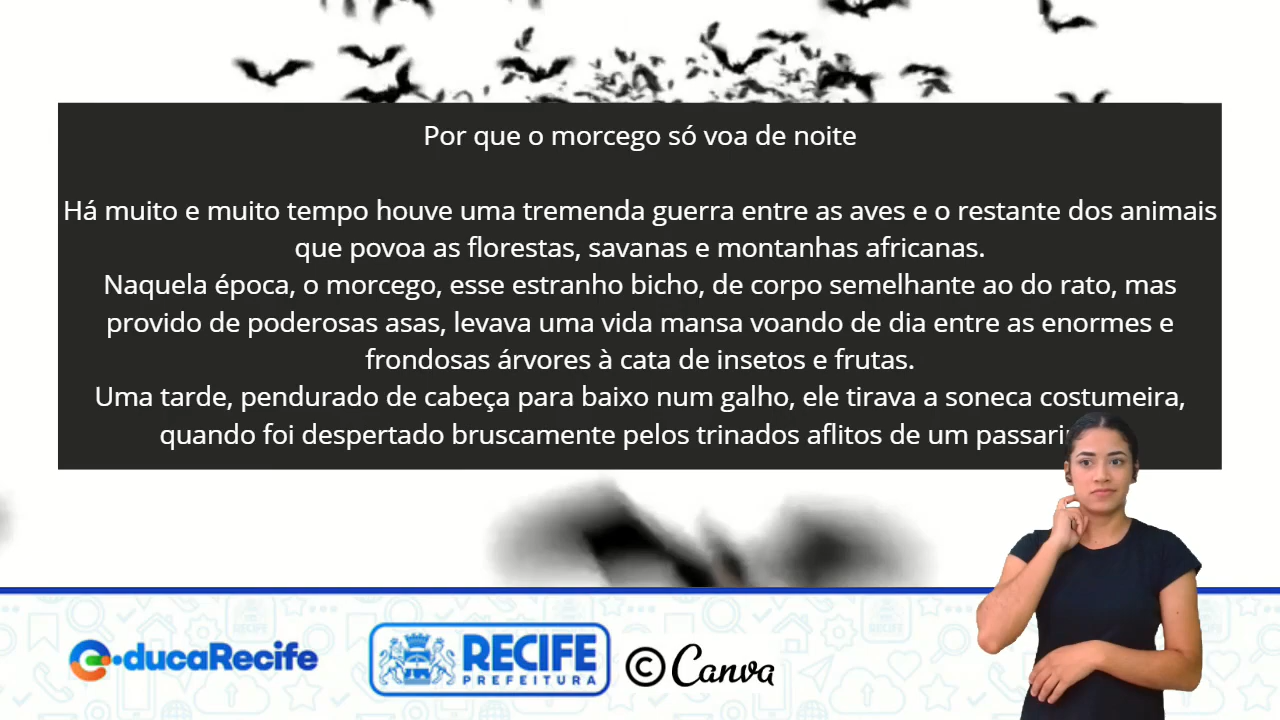 Por que o morcego só voa de noite
Há muito e muito tempo houve uma tremenda guerra entre as aves e o restante dos animais
que povoa as florestas, savanas e montanhas africanas.
Naquela época, o morcego, esse estranho bicho, de corpo semelhante ao do rato, mas
provido de poderosas asas, levava uma vida mansa voando de dia entre as enormes e
frondosas árvores à cata de insetos e frutas.
Uma tarde, pendurado de cabeça para baixo num galho, ele tirava a soneca costumeira,
quando foi despertado bruscamente pelos trinados aflitos de um
ducaRecife
RECIFE
PREFEITURA
© Canva